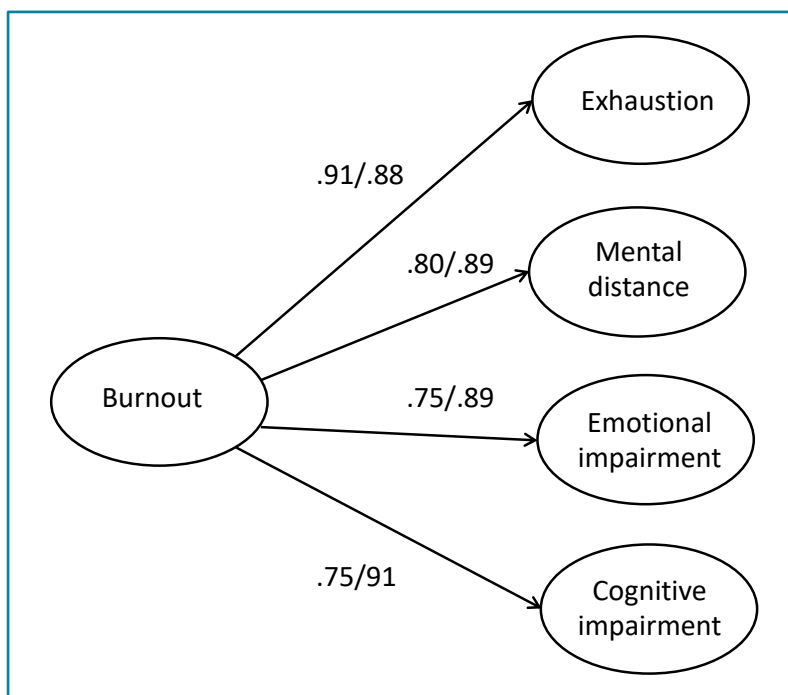 Exhaustion
.91/.88
.80/.89
Mental
distance
Burnout
.75/.89
Emotional
impairment
.75/91
Cognitive
impairment